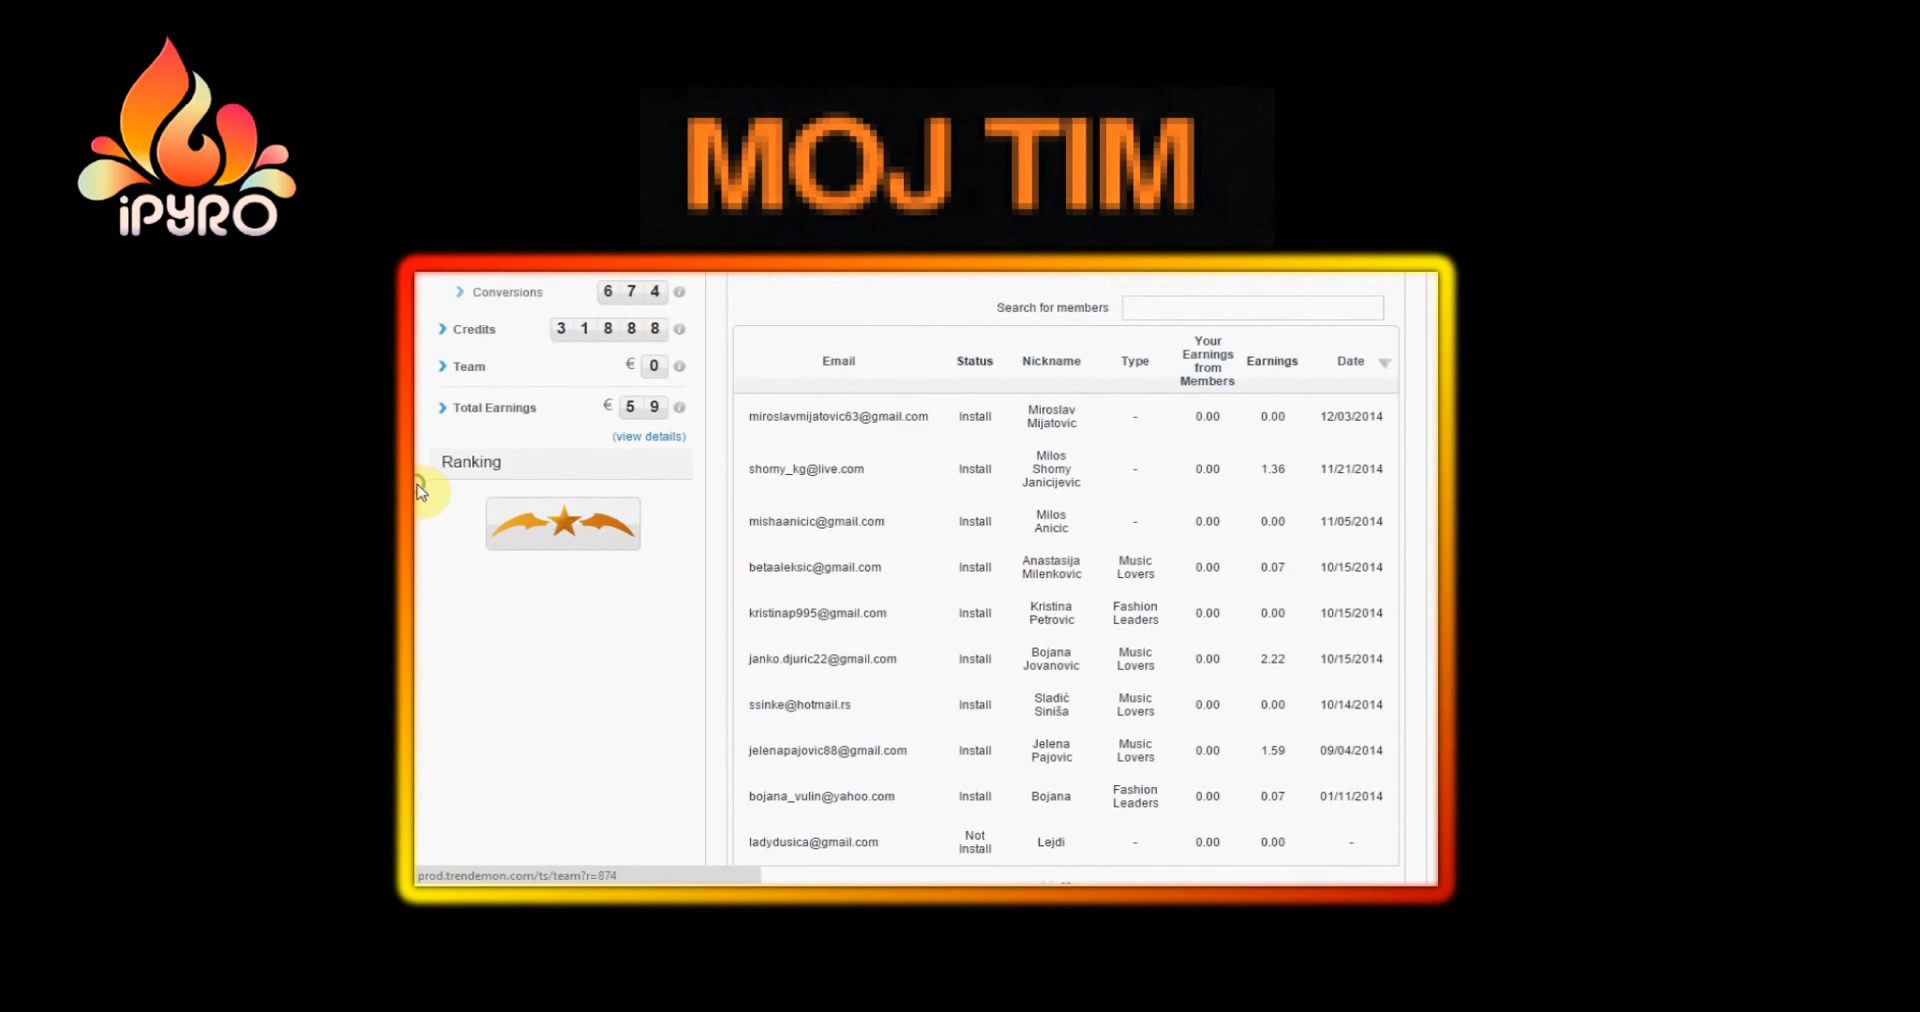 iPYRO
MOJ TIM
Conversions 6 7 4
Credits 3 1 8 8 8
Team € 0
Total Earnings € 5 9
(view details)
Ranking
Search for members
Email Status Nickname Type Your Earnings from Members Earnings Date
miroslavmijatovic63@gmail.com Install Miroslav Mijatovic - 0.00 0.00 12/03/2014
shomy_kg@live.com Install Milos Shomy Janicijevic - 0.00 1.36 11/21/2014
mishaanicic@gmail.com Install Milos Anicic - 0.00 0.00 11/05/2014
betaaleksic@gmail.com Install Anastasija Milenkovic Music Lovers 0.00 0.07 10/15/2014
kristinap995@gmail.com Install Kristina Petrovic Fashion Leaders 0.00 0.00 10/15/2014
janko.djuric22@gmail.com Install Bojana Jovanovic Music Lovers 0.00 2.22 10/15/2014
ssinke@hotmail.rs Install Sladić Siniša Music Lovers 0.00 0.00 10/14/2014
jelenapajovic88@gmail.com Install Jelena Pajovic Music Lovers 0.00 1.59 09/04/2014
bojana_vulin@yahoo.com Install Bojana Fashion Leaders 0.00 0.07 01/11/2014
ladydusica@gmail.com Not Install Lejdi - 0.00 0.00 -
prod.trendemon.com/ts/team?r=874